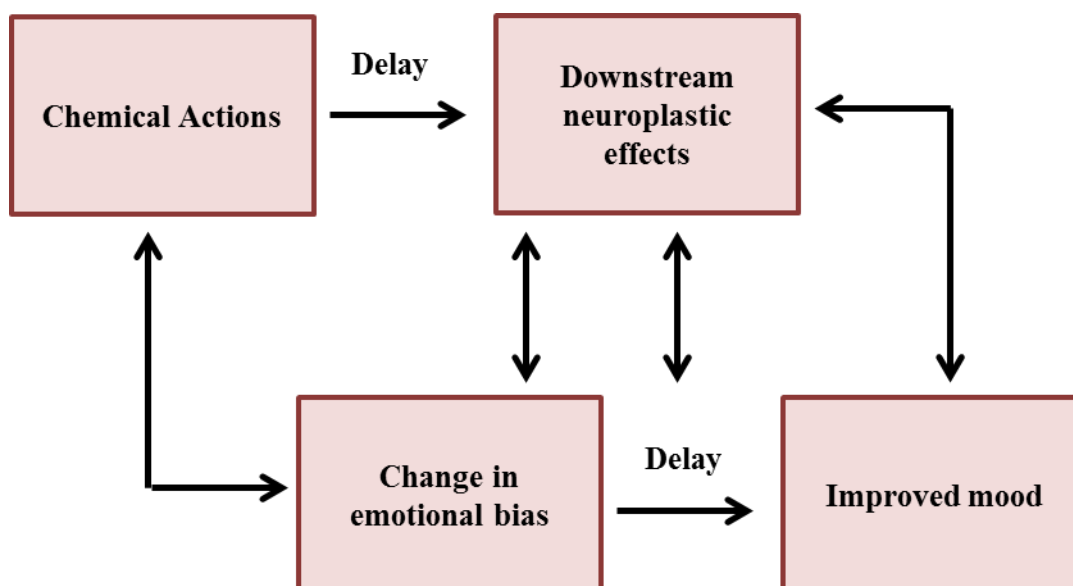 Chemical Actions
Delay
Downstream
neuroplastic
effects
Change in
emotional bias
Delay
Improved mood